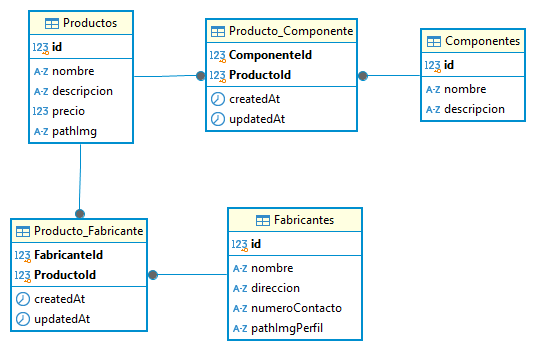 Productos
123 id
A-Z nombre
A-Z descripcion
123 precio
A-Z pathImg
Producto_Componente
123 ComponenteId
123 ProductoId
createdAt
updatedAt
Componentes
123 id
A-Z nombre
A-Z descripcion
Producto_Fabricante
123 FabricanteId
123 ProductoId
createdAt
updatedAt
Fabricantes
123 id
A-Z nombre
A-Z direccion
A-Z numeroContacto
A-Z pathImgPerfil